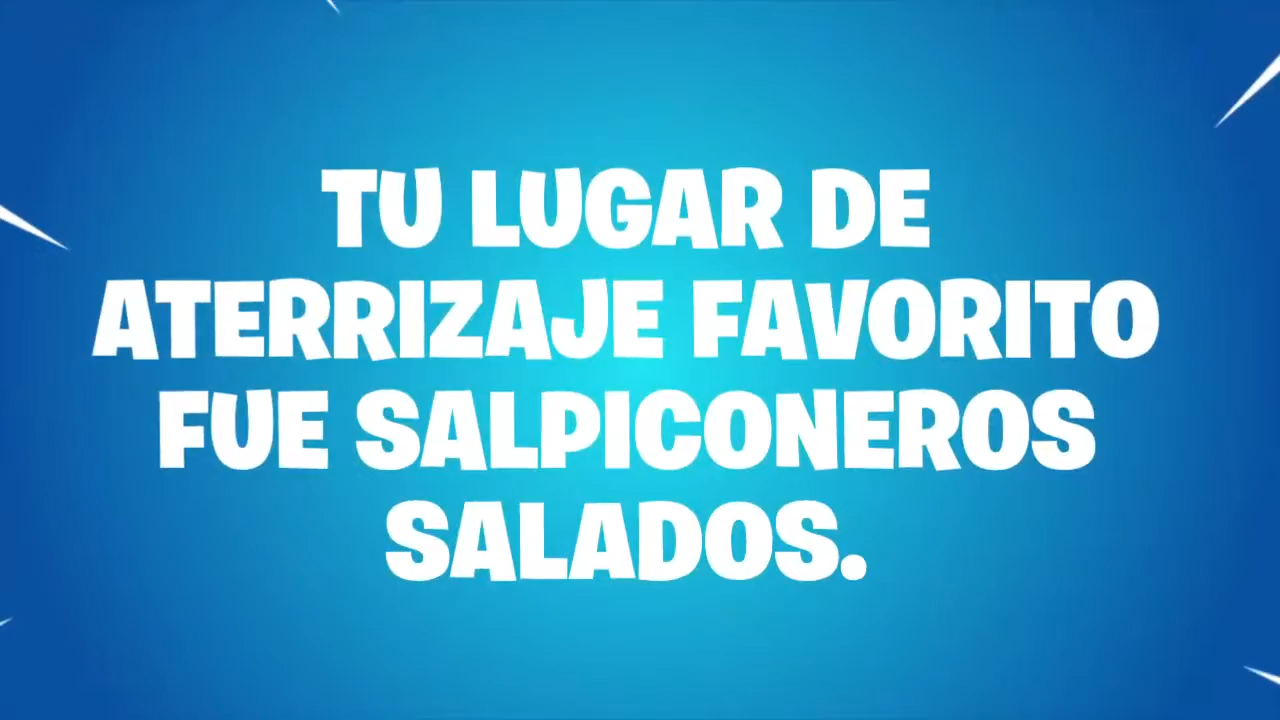 TU LUGAR DE
ATERRIZAJE FAVORITO
FUE SALPICONEROS
SALADOS.